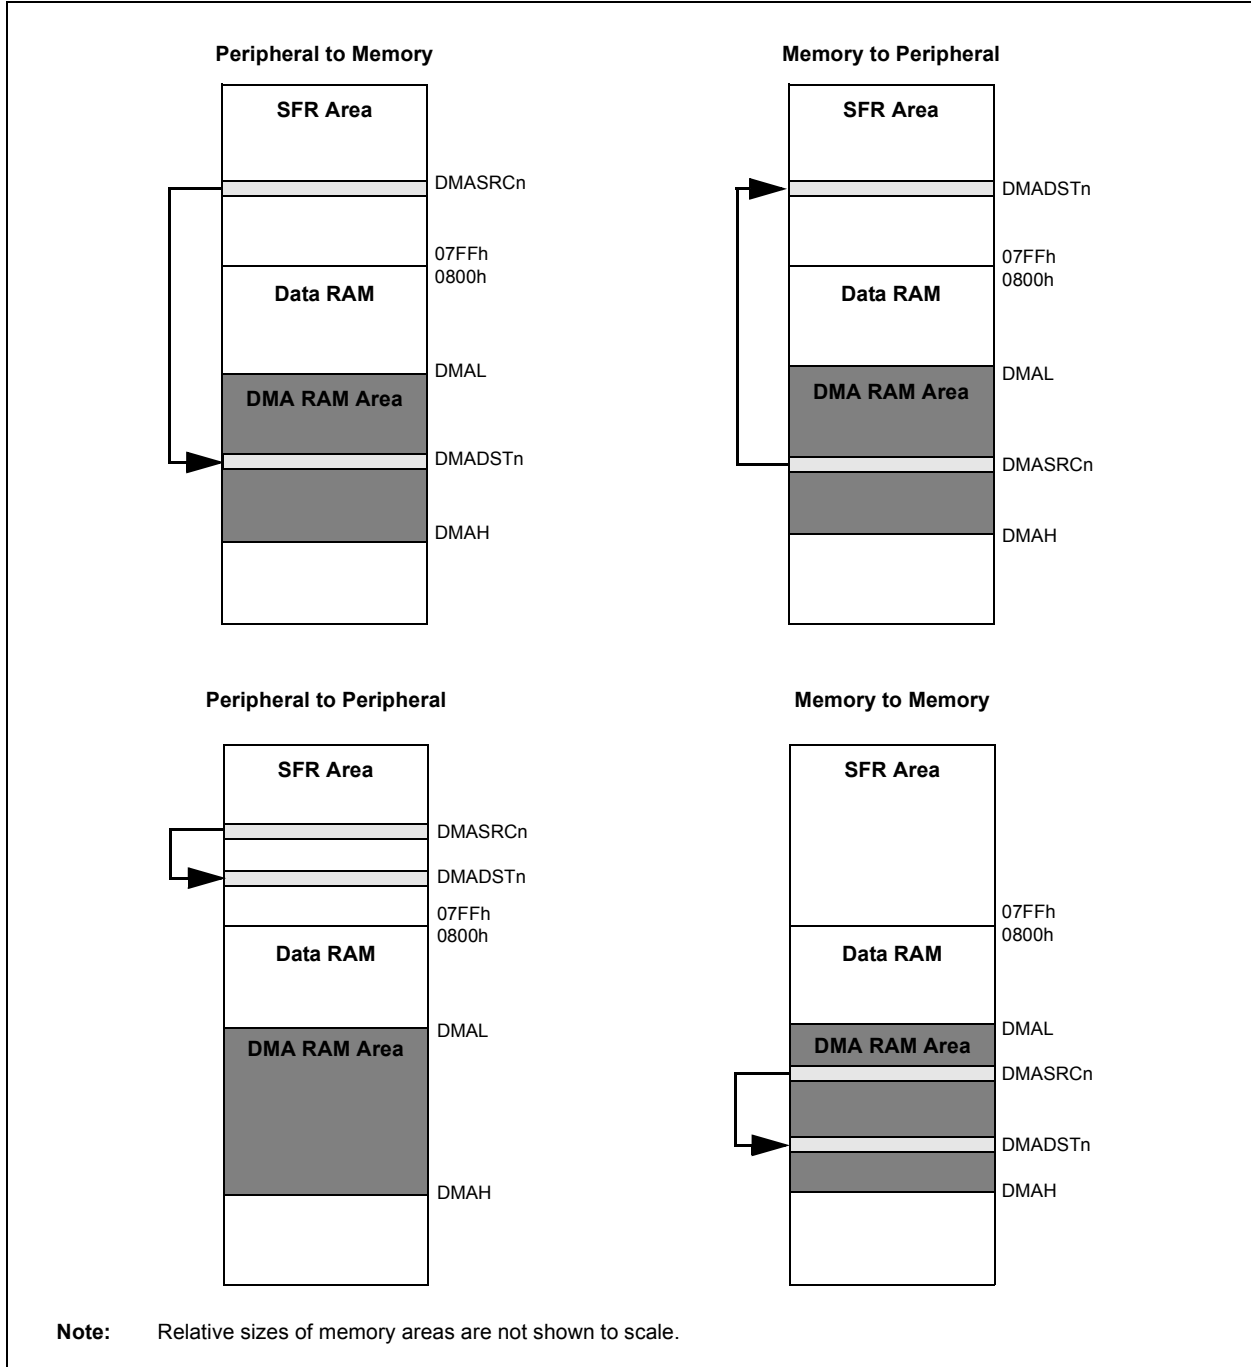 Peripheral to Memory
SFR Area
DMASRCn
07FFh
0800h
Data RAM
DMAL
DMA RAM Area
DMADSTn
DMAH
Memory to Peripheral
SFR Area
DMADSTn
07FFh
0800h
Data RAM
DMAL
DMA RAM Area
DMASRCn
DMAH
Peripheral to Peripheral
SFR Area
DMASRCn
DMADSTn
07FFh
0800h
Data RAM
DMAL
DMA RAM Area
DMAH
Memory to Memory
SFR Area
07FFh
0800h
Data RAM
DMAL
DMA RAM Area
DMASRCn
DMADSTn
DMAH
Note: Relative sizes of memory areas are not shown to scale.